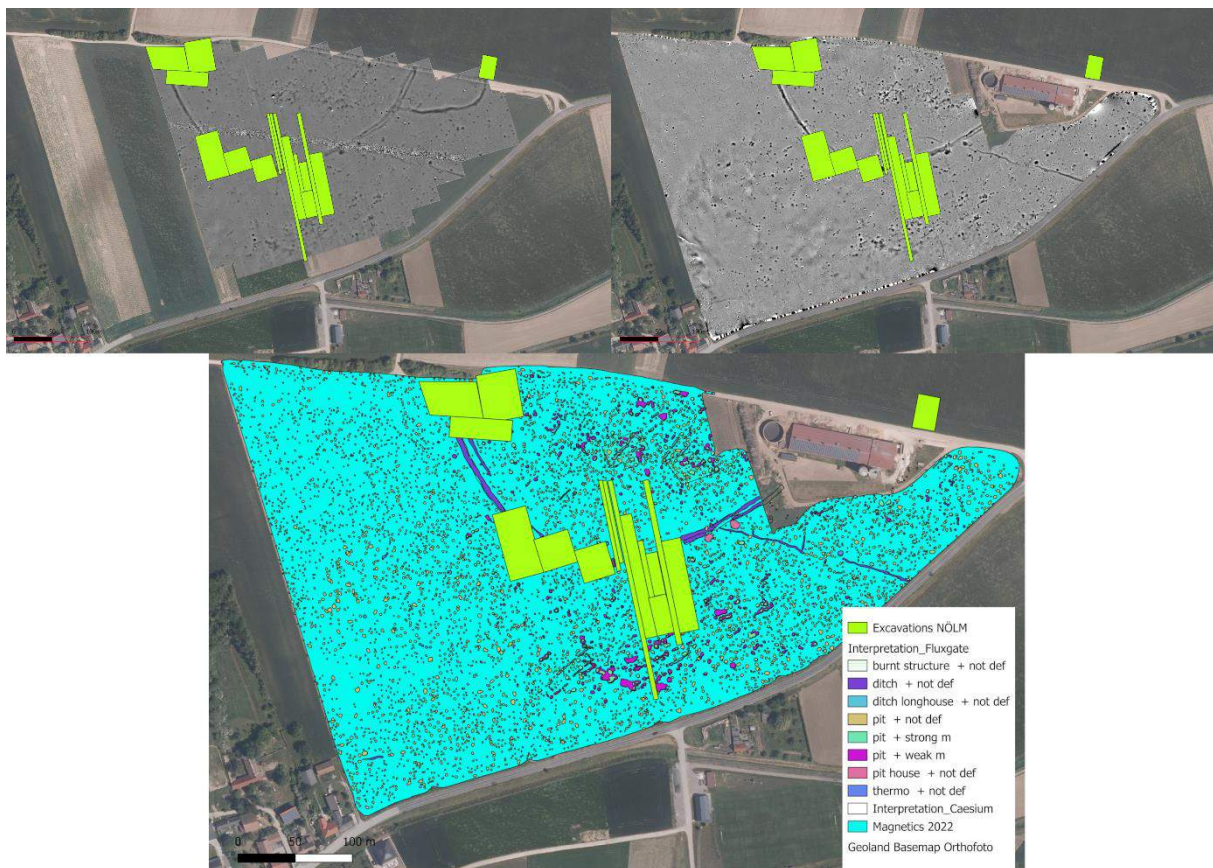 Excavations NÖLM
Interpretation_Fluxgate
burnt structure + not def
ditch + not def
ditch longhouse + not def
pit + not def
pit + strong m
pit + weak m
pit house + not def
thermo + not def
Interpretation_Caesium
Magnetics 2022
Geoland Basemap Orthofoto
0 50 100 m